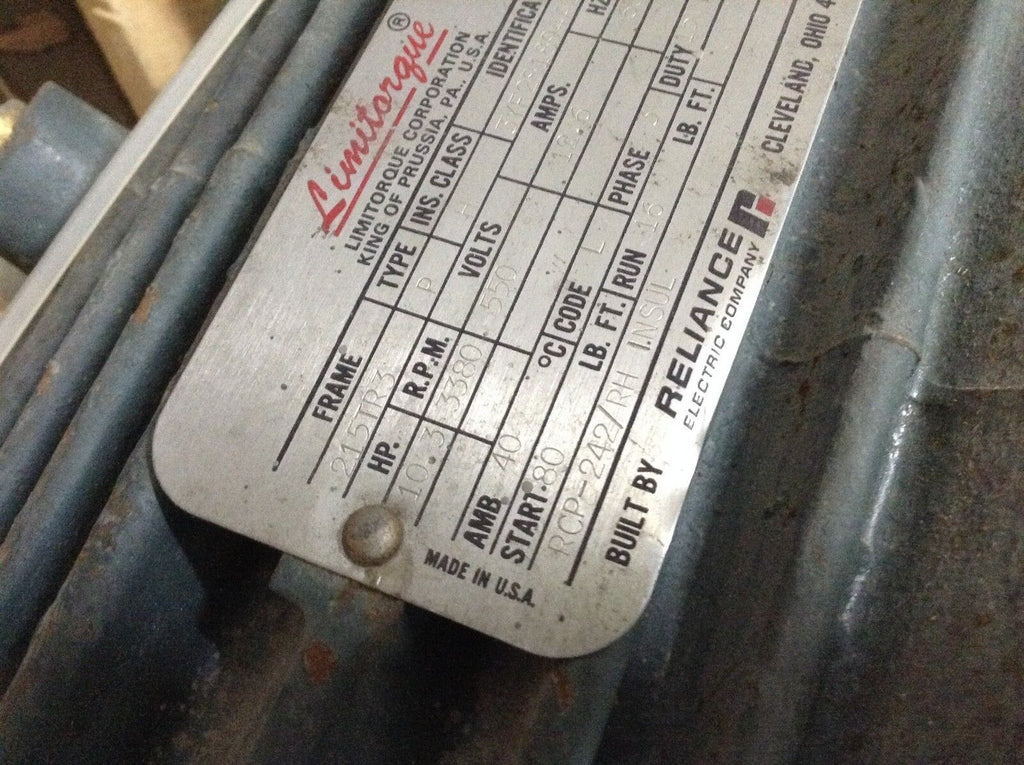 Limitorque®
LIMITORQUE CORPORATION
KING OF PRUSSIA, PA., U.S.A.
FRAME TYPE INS. CLASS IDENTIFICA
215TR3 P H
HP. R.P.M. VOLTS AMPS. HZ
10.3 3380 550
AMB. 40 °C CODE L PHASE 3 DUTY
START 80 LB. FT. RUN 16 LB. FT.
RCP-242/RH INSUL
BUILT BY RELIANCE CLEVELAND, OHIO 4
ELECTRIC COMPANY
MADE IN U.S.A.